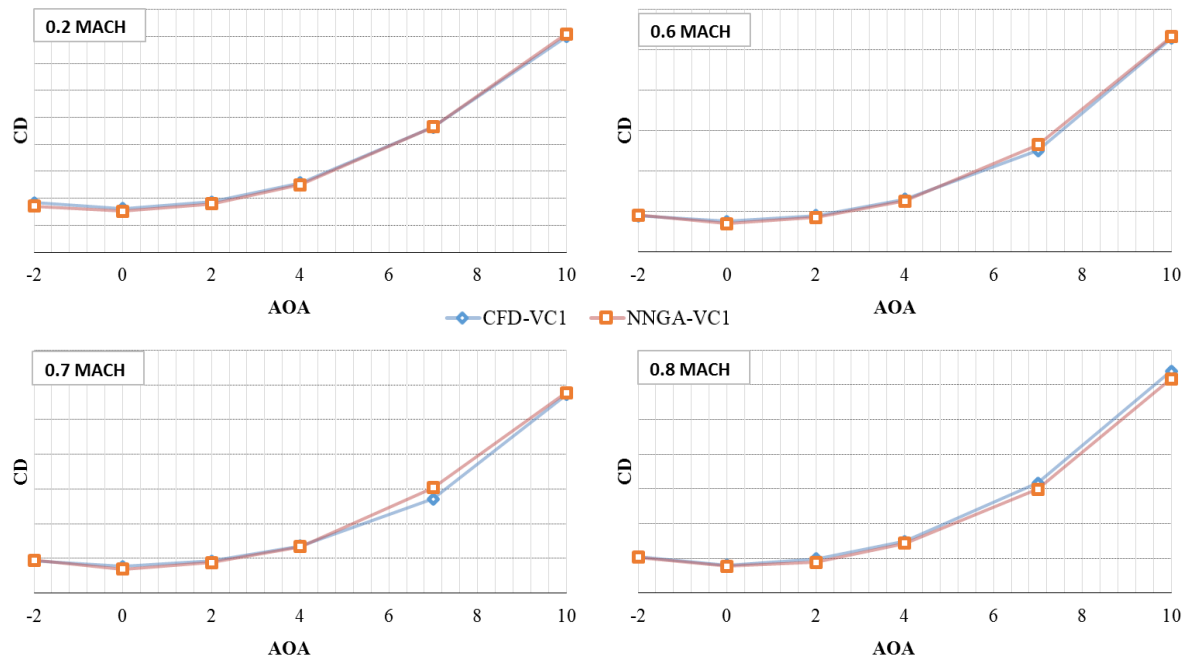 0.2 MACH
CD
-2 0 2 4 6 8 10
AOA
0.6 MACH
CD
-2 0 2 4 6 8 10
AOA
CFD-VC1 NNGA-VC1
0.7 MACH
CD
-2 0 2 4 6 8 10
AOA
0.8 MACH
CD
-2 0 2 4 6 8 10
AOA